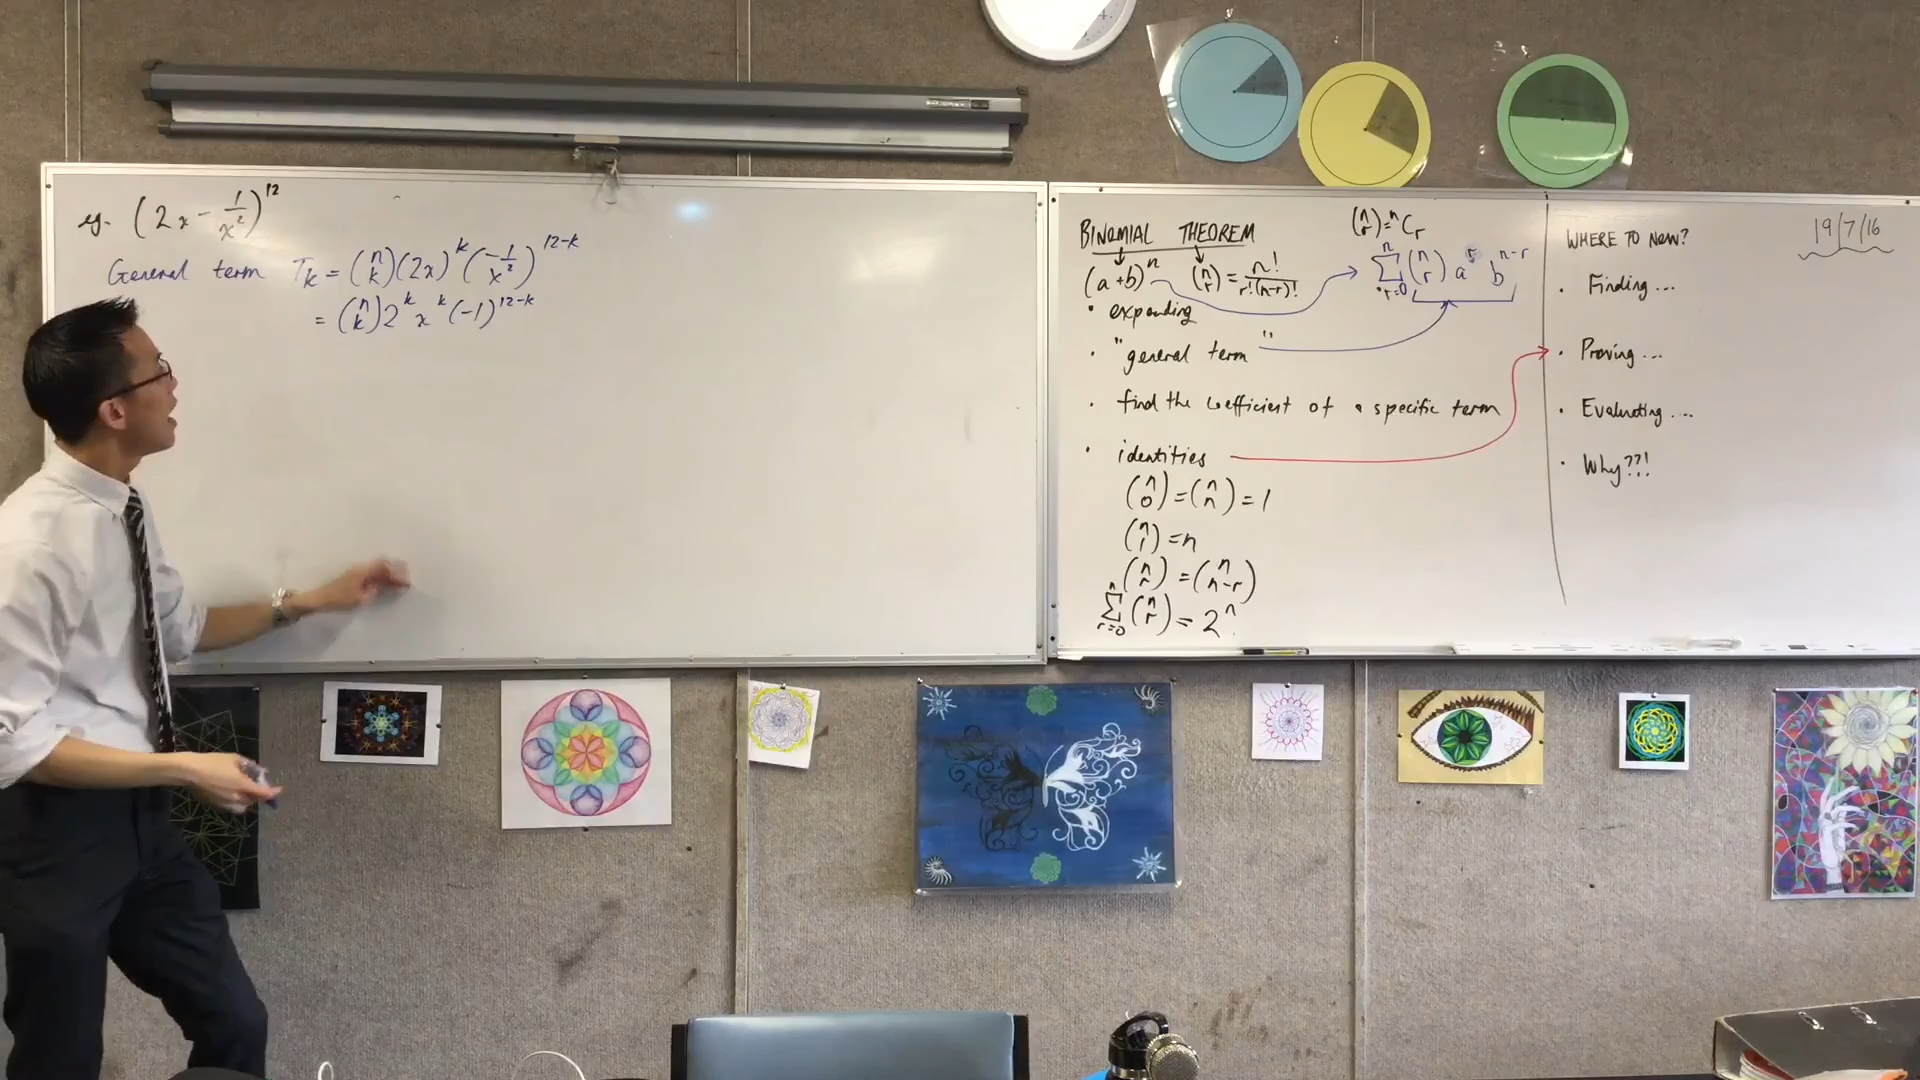 eg. (2x - 1/x²)¹²
General term T_k = (n k)(2x)^k (-1/x²)^(12-k)
= (n k) 2^k x^k (-1)^(12-k)
BINOMIAL THEOREM
(n r) = ⁿC_r
(a+b)^n
(n r) = n!/r!(n-r)!
n Σ r=0 (n r) a^r b^(n-r)
• expanding
• "general term"
• find the coefficient of a specific term
• identities
(n 0) = (n n) = 1
(n 1) = n
(n r) = (n n-r)
n Σ r=0 (n r) = 2^n
WHERE TO NOW?
• Finding...
• Proving...
• Evaluating....
• Why??!
19/7/16